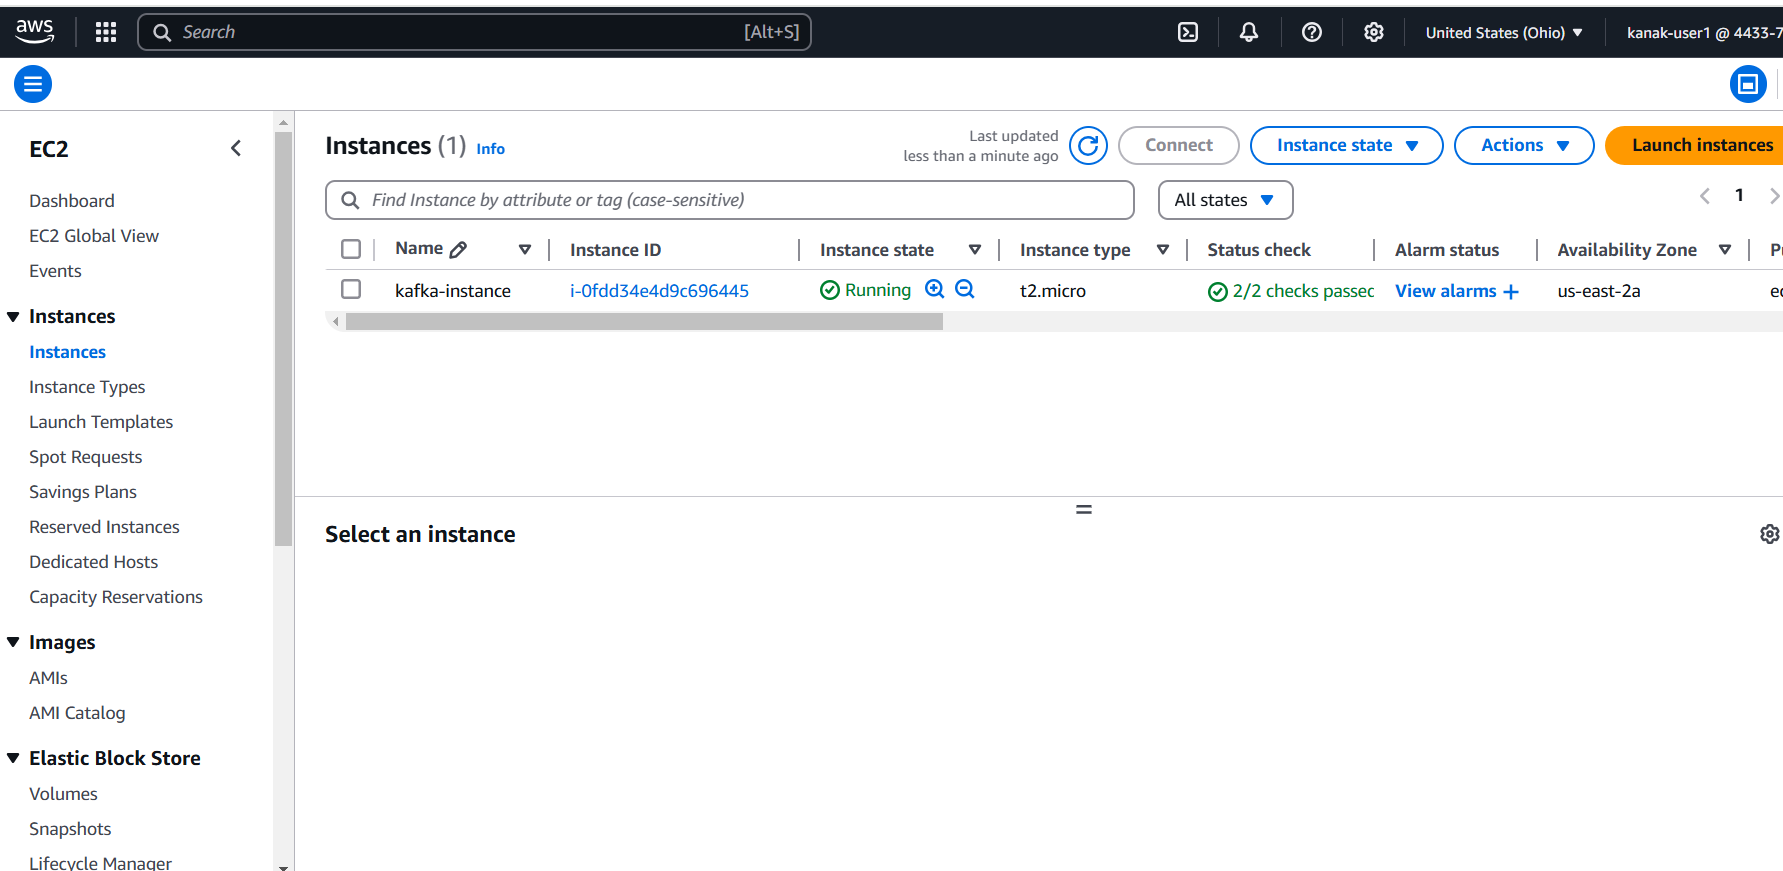 aws
Search [Alt+S]
United States (Ohio)
kanak-user1 @ 4433-7
EC2
Dashboard
EC2 Global View
Events
Instances
Instances
Instance Types
Launch Templates
Spot Requests
Savings Plans
Reserved Instances
Dedicated Hosts
Capacity Reservations
Images
AMIs
AMI Catalog
Elastic Block Store
Volumes
Snapshots
Lifecycle Manager
Instances (1) Info
Last updated
less than a minute ago
Connect
Instance state
Actions
Launch instances
Find Instance by attribute or tag (case-sensitive)
All states
1
Name Instance ID Instance state Instance type Status check Alarm status Availability Zone
kafka-instance i-0fdd34e4d9c696445 Running t2.micro 2/2 checks passed View alarms + us-east-2a
Select an instance